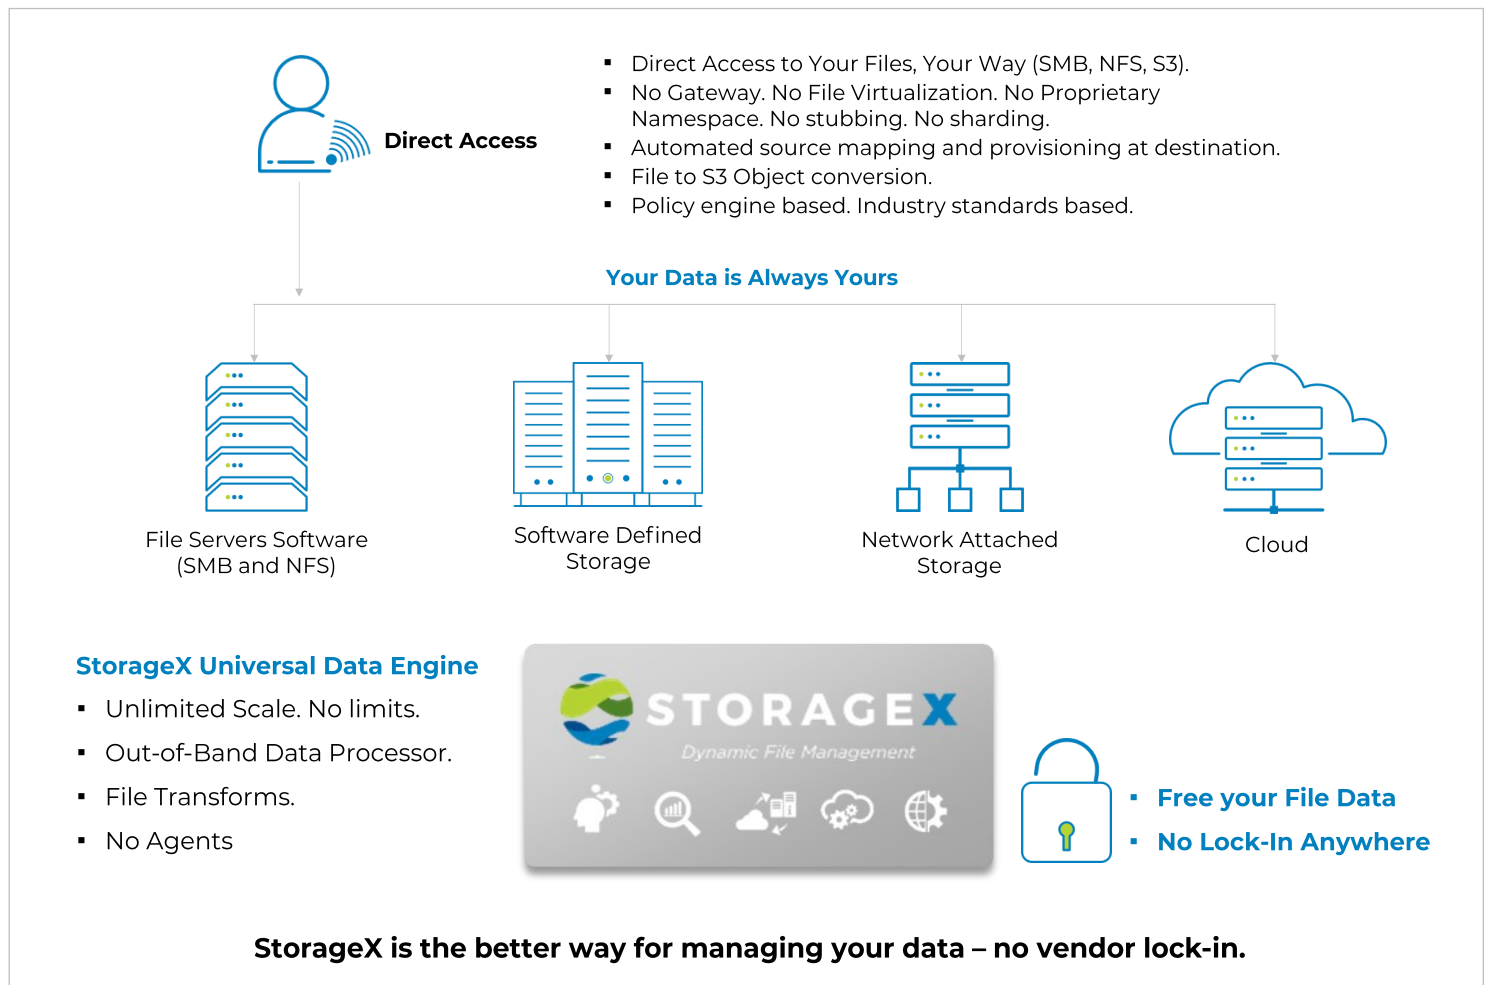 Direct Access
▪ Direct Access to Your Files, Your Way (SMB, NFS, S3).
▪ No Gateway. No File Virtualization. No Proprietary
Namespace. No stubbing. No sharding.
▪ Automated source mapping and provisioning at destination.
▪ File to S3 Object conversion.
▪ Policy engine based. Industry standards based.
Your Data is Always Yours
File Servers Software
(SMB and NFS)
Software Defined
Storage
Network Attached
Storage
Cloud
StorageX Universal Data Engine
▪ Unlimited Scale. No limits.
▪ Out-of-Band Data Processor.
▪ File Transforms.
▪ No Agents
STORAGEX
Dynamic File Management
▪ Free your File Data
▪ No Lock-In Anywhere
StorageX is the better way for managing your data – no vendor lock-in.